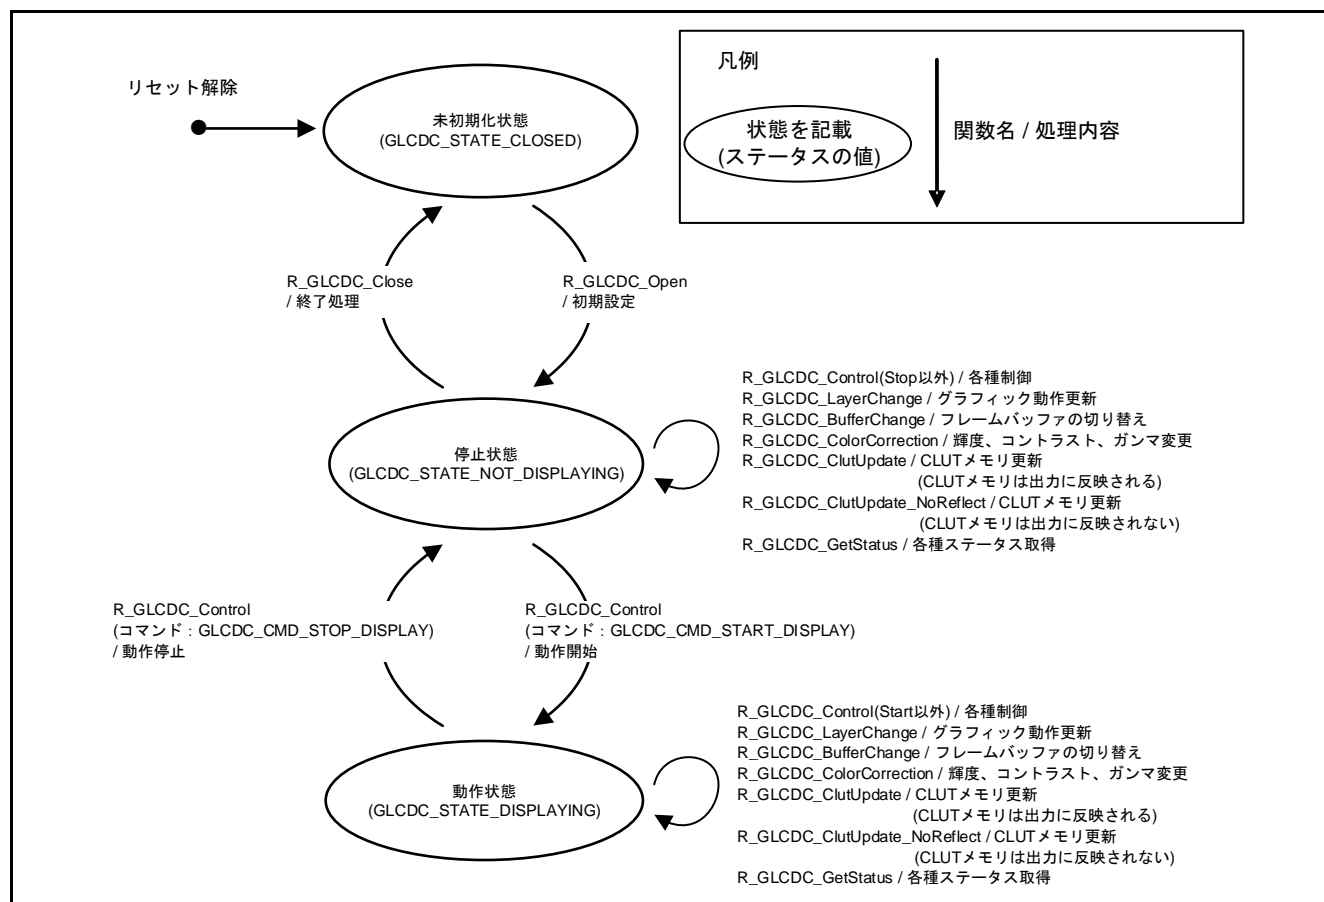 リセット解除
未初期化状態
(GLCDC_STATE_CLOSED)
凡例
状態を記載
(ステータスの値)
関数名 / 処理内容
R_GLCDC_Close
/ 終了処理
R_GLCDC_Open
/ 初期設定
停止状態
(GLCDC_STATE_NOT_DISPLAYING)
R_GLCDC_Control(Stop以外) / 各種制御
R_GLCDC_LayerChange / グラフィック動作更新
R_GLCDC_BufferChange / フレームバッファの切り替え
R_GLCDC_ColorCorrection / 輝度、コントラスト、ガンマ変更
R_GLCDC_ClutUpdate / CLUTメモリ更新
(CLUTメモリは出力に反映される)
R_GLCDC_ClutUpdate_NoReflect / CLUTメモリ更新
(CLUTメモリは出力に反映されない)
R_GLCDC_GetStatus / 各種ステータス取得
R_GLCDC_Control
(コマンド：GLCDC_CMD_STOP_DISPLAY)
/ 動作停止
R_GLCDC_Control
(コマンド：GLCDC_CMD_START_DISPLAY)
/ 動作開始
動作状態
(GLCDC_STATE_DISPLAYING)
R_GLCDC_Control(Start以外) / 各種制御
R_GLCDC_LayerChange / グラフィック動作更新
R_GLCDC_BufferChange / フレームバッファの切り替え
R_GLCDC_ColorCorrection / 輝度、コントラスト、ガンマ変更
R_GLCDC_ClutUpdate / CLUTメモリ更新
(CLUTメモリは出力に反映される)
R_GLCDC_ClutUpdate_NoReflect / CLUTメモリ更新
(CLUTメモリは出力に反映されない)
R_GLCDC_GetStatus / 各種ステータス取得